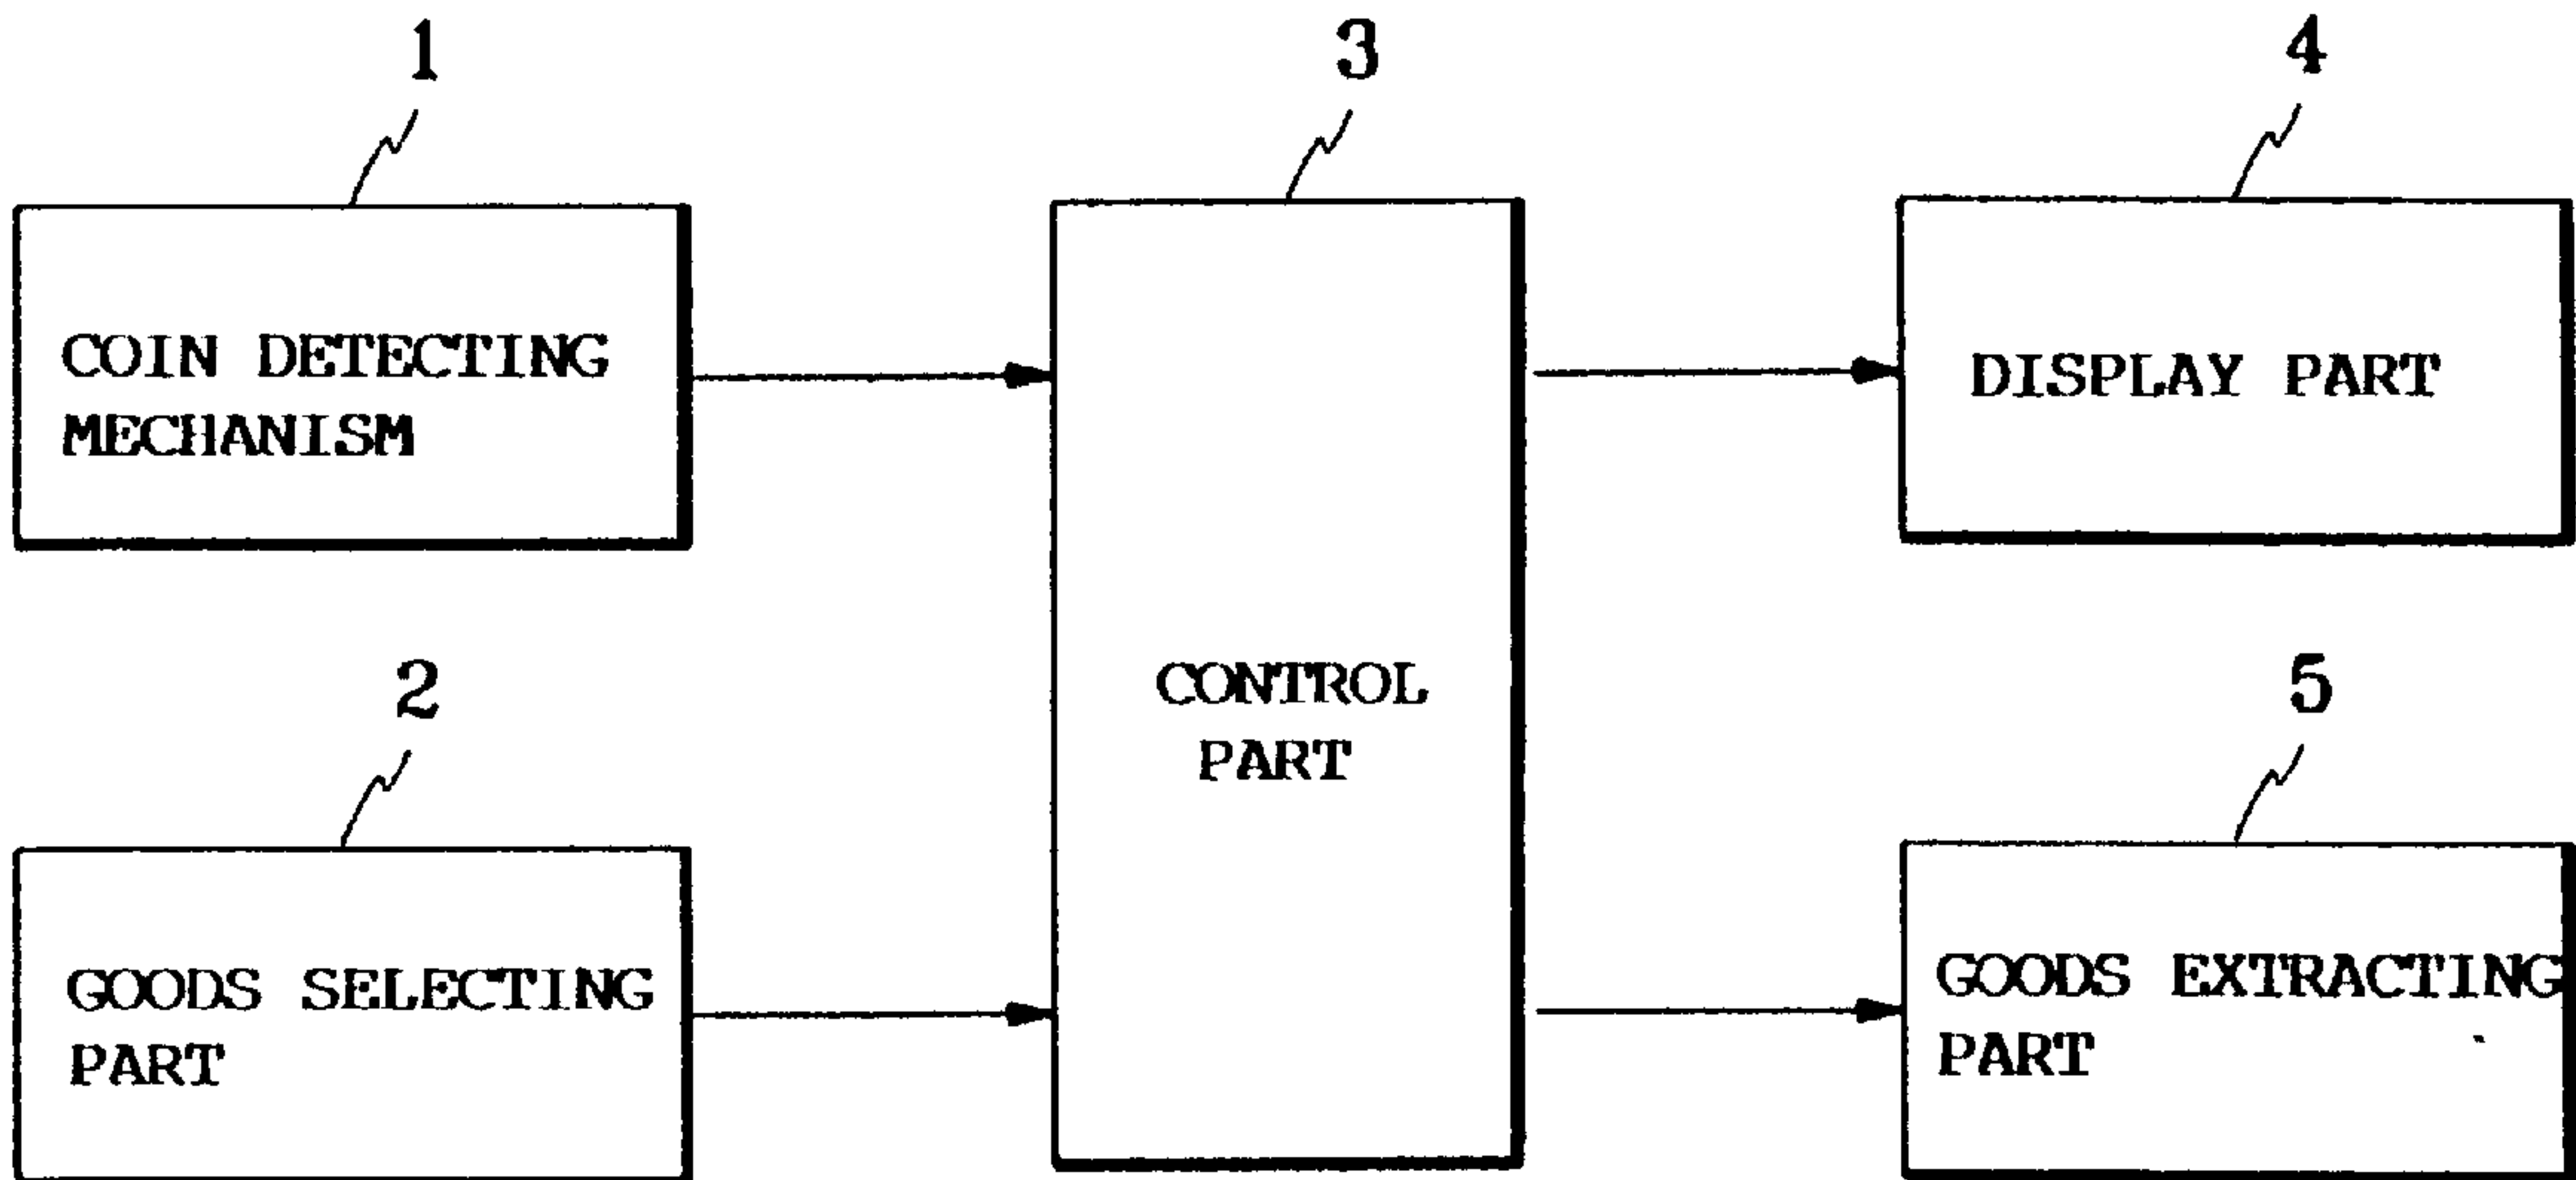 1
COIN DETECTING
MECHANISM
2
GOODS SELECTING
PART
3
CONTROL
PART
4
DISPLAY PART
5
GOODS EXTRACTING
PART